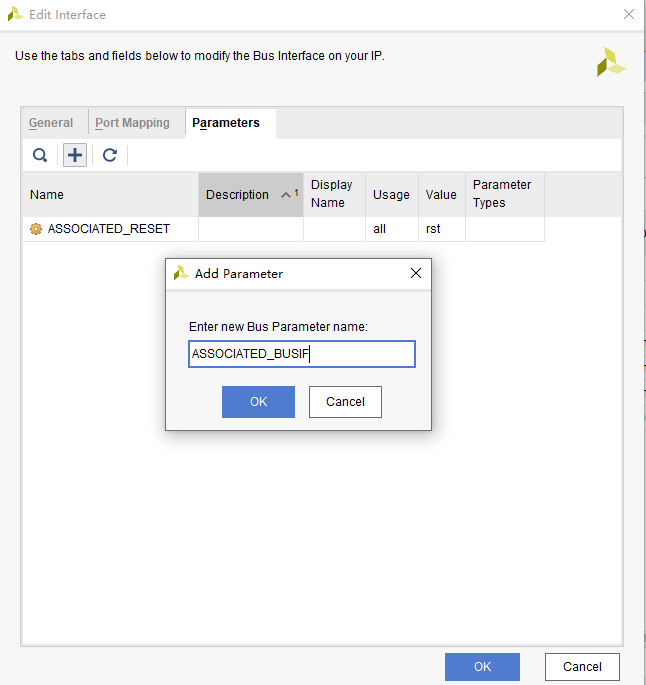 Edit Interface
Use the tabs and fields below to modify the Bus Interface on your IP.
General Port Mapping Parameters
Name Description 1 Display Name Usage Value Parameter Types
ASSOCIATED_RESET all rst
Add Parameter
Enter new Bus Parameter name:
ASSOCIATED_BUSIF
OK Cancel
OK Cancel